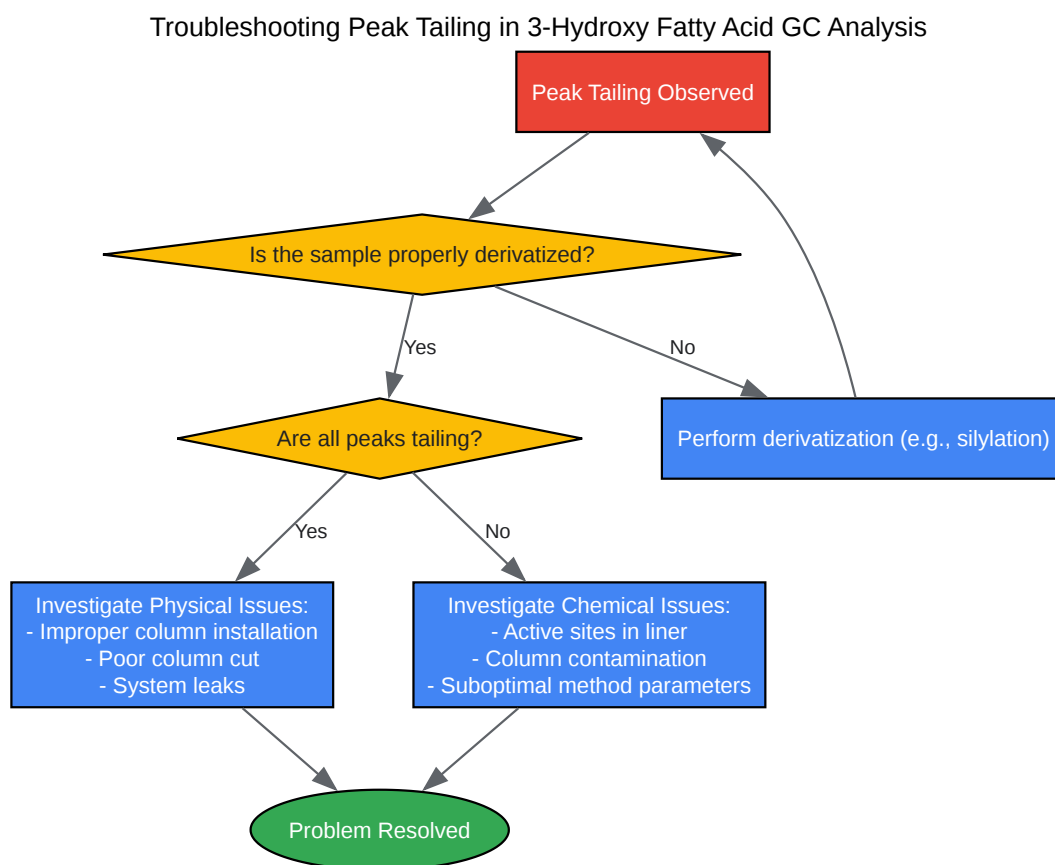 Troubleshooting Peak Tailing in 3-Hydroxy Fatty Acid GC Analysis
Peak Tailing Observed
Is the sample properly derivatized?
Yes
No
Are all peaks tailing?
Perform derivatization (e.g., silylation)
Yes
No
Investigate Physical Issues:
- Improper column installation
- Poor column cut
- System leaks
Investigate Chemical Issues:
- Active sites in liner
- Column contamination
- Suboptimal method parameters
Problem Resolved